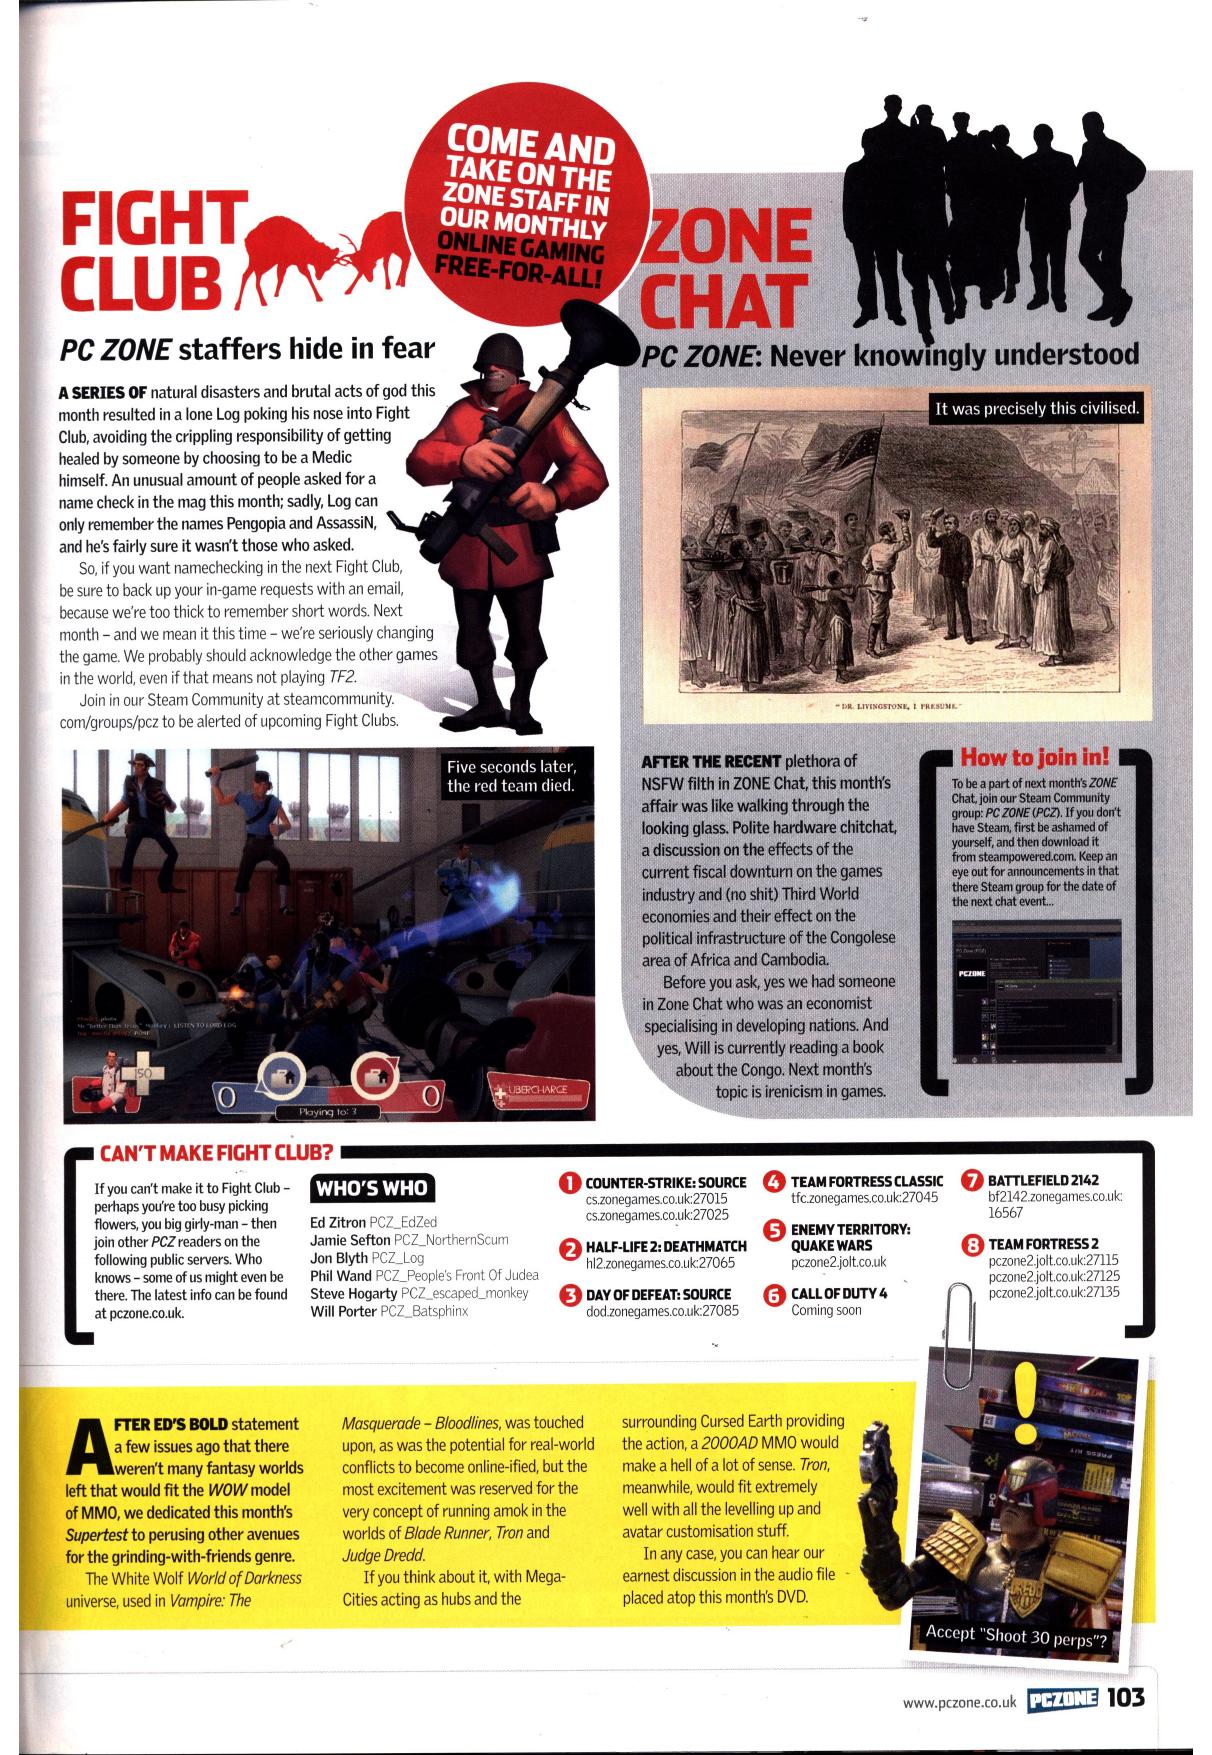 COME AND
TAKE ON THE
ZONE STAFF IN
OUR MONTHLY
ONLINE GAMING
FREE-FOR-ALL!
FIGHT
CLUB
PC ZONE staffers hide in fear
A SERIES OF natural disasters and brutal acts of god this
month resulted in a lone Log poking his nose into Fight
Club, avoiding the crippling responsibility of getting
healed by someone by choosing to be a Medic
himself. An unusual amount of people asked for a
name check in the mag this month; sadly, Log can
only remember the names Pengopia and AssassiN,
and he's fairly sure it wasn't those who asked.
So, if you want namechecking in the next Fight Club,
be sure to back up your in-game requests with an email,
because we're too thick to remember short words. Next
month – and we mean it this time – we're seriously changing
the game. We probably should acknowledge the other games
in the world, even if that means not playing TF2.
Join in our Steam Community at steamcommunity.
com/groups/pcz to be alerted of upcoming Fight Clubs.
Five seconds later,
the red team died.
LISTEN TO LORD LOG
150
0
0
Playing to: 3
UBERCHARGE
ZONE
CHAT
PC ZONE: Never knowingly understood
It was precisely this civilised.
"DR. LIVINGSTONE, I PRESUME."
AFTER THE RECENT plethora of
NSFW filth in ZONE Chat, this month's
affair was like walking through the
looking glass. Polite hardware chitchat,
a discussion on the effects of the
current fiscal downturn on the games
industry and (no shit) Third World
economies and their effect on the
political infrastructure of the Congolese
area of Africa and Cambodia.
Before you ask, yes we had someone
in Zone Chat who was an economist
specialising in developing nations. And
yes, Will is currently reading a book
about the Congo. Next month's
topic is irenicism in games.
How to join in!
To be a part of next month's ZONE
Chat, join our Steam Community
group: PC ZONE (PCZ). If you don't
have Steam, first be ashamed of
yourself, and then download it
from steampowered.com. Keep an
eye out for announcements in that
there Steam group for the date of
the next chat event...
PCZONE
CAN'T MAKE FIGHT CLUB?
If you can't make it to Fight Club –
perhaps you're too busy picking
flowers, you big girly-man – then
join other PCZ readers on the
following public servers. Who
knows – some of us might even be
there. The latest info can be found
at pczone.co.uk.
WHO'S WHO
Ed Zitron PCZ_EdZed
Jamie Sefton PCZ_NorthernScum
Jon Blyth PCZ_Log
Phil Wand PCZ_People's Front Of Judea
Steve Hogarty PCZ_escaped_monkey
Will Porter PCZ_Batsphinx
1 COUNTER-STRIKE: SOURCE
cs.zonegames.co.uk:27015
cs.zonegames.co.uk:27025
2 HALF-LIFE 2: DEATHMATCH
hl2.zonegames.co.uk:27065
3 DAY OF DEFEAT: SOURCE
dod.zonegames.co.uk:27085
4 TEAM FORTRESS CLASSIC
tfc.zonegames.co.uk:27045
5 ENEMY TERRITORY:
QUAKE WARS
pczone2.jolt.co.uk
6 CALL OF DUTY 4
Coming soon
7 BATTLEFIELD 2142
bf2142.zonegames.co.uk:
16567
8 TEAM FORTRESS 2
pczone2.jolt.co.uk:27115
pczone2.jolt.co.uk:27125
pczone2.jolt.co.uk:27135
AFTER ED'S BOLD statement
a few issues ago that there
weren't many fantasy worlds
left that would fit the WOW model
of MMO, we dedicated this month's
Supertest to perusing other avenues
for the grinding-with-friends genre.
The White Wolf World of Darkness
universe, used in Vampire: The
Masquerade – Bloodlines, was touched
upon, as was the potential for real-world
conflicts to become online-ified, but the
most excitement was reserved for the
very concept of running amok in the
worlds of Blade Runner, Tron and
Judge Dredd.
If you think about it, with Mega-
Cities acting as hubs and the
surrounding Cursed Earth providing
the action, a 2000AD MMO would
make a hell of a lot of sense. Tron,
meanwhile, would fit extremely
well with all the levelling up and
avatar customisation stuff.
In any case, you can hear our
earnest discussion in the audio file
placed atop this month's DVD.
!
DREDD
Accept "Shoot 30 perps"?
www.pczone.co.uk PCZONE 103